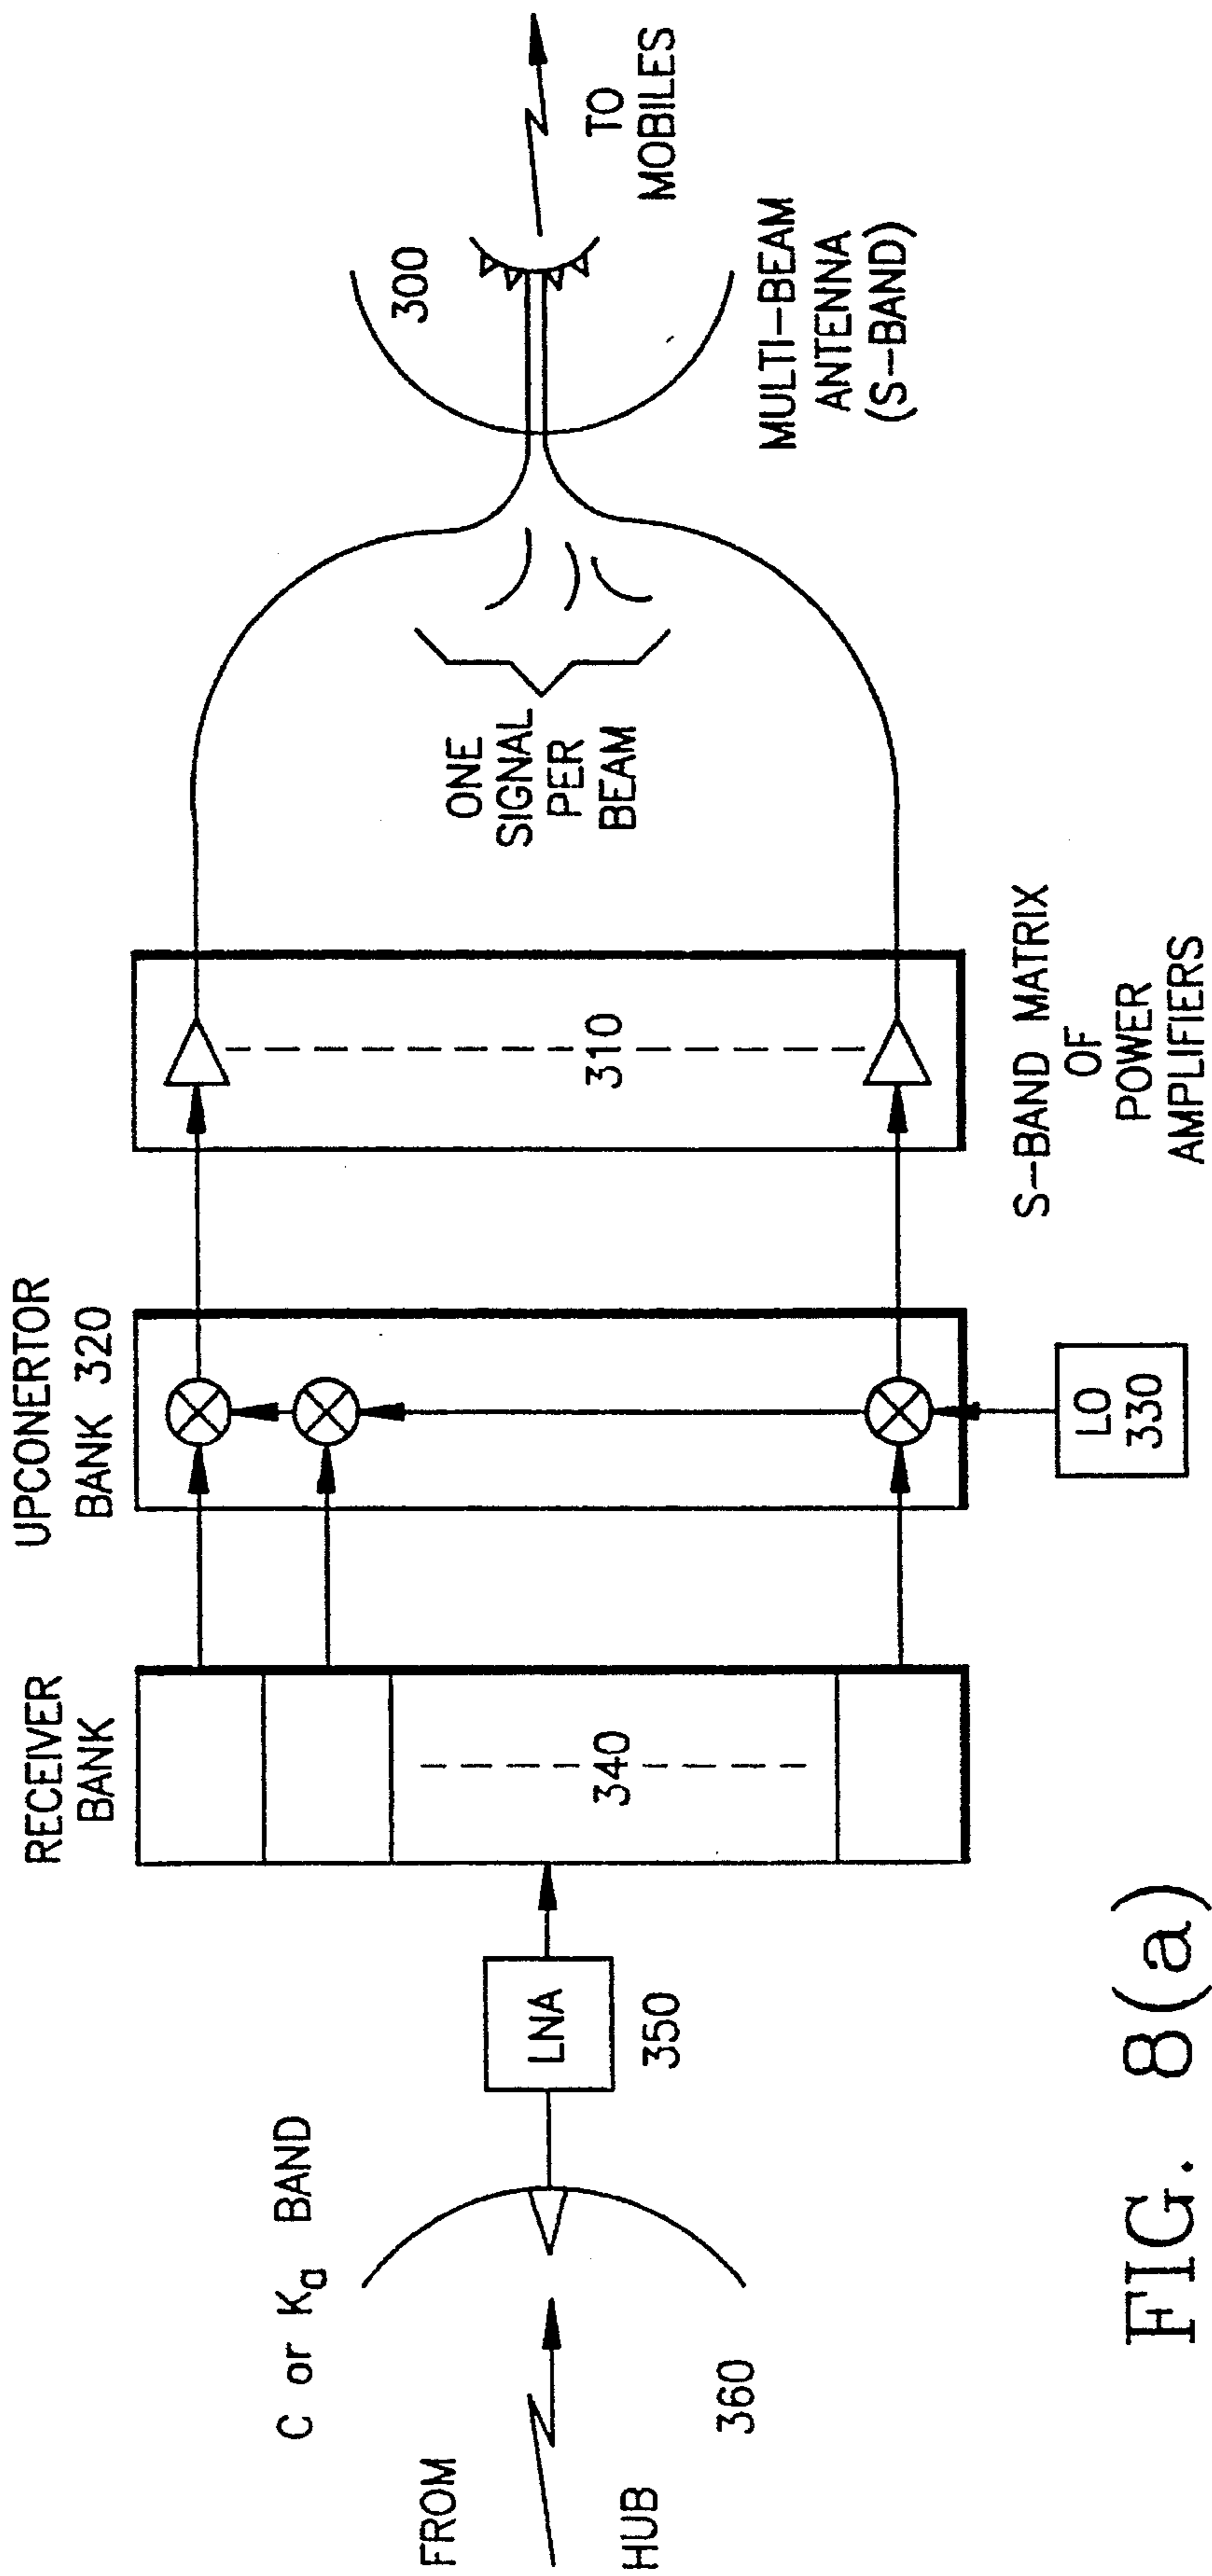 FROM
HUB
C or Ka BAND
360
LNA
350
RECEIVER
BANK
340
UPCONERTOR
BANK 320
LO
330
310
S-BAND MATRIX
OF
POWER
AMPLIFIERS
ONE
SIGNAL
PER
BEAM
300
MULTI-BEAM
ANTENNA
(S-BAND)
TO
MOBILES
FIG. 8(a)